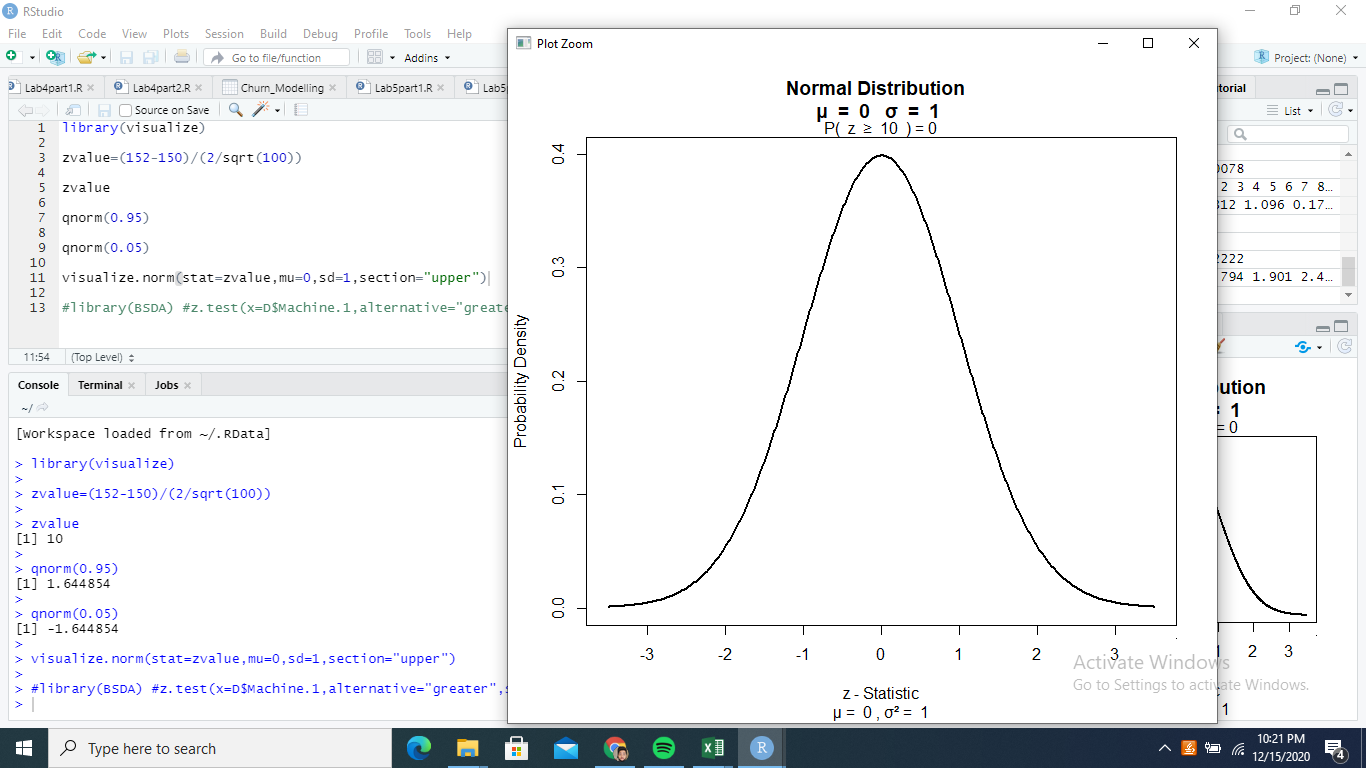 RStudio
File Edit Code View Plots Session Build Debug Profile Tools Help
Go to file/function Addins Project: (None)
Lab4part1.R Lab4part2.R Churn_Modelling Lab5part1.R Lab5
Source on Save
1 library(visualize)
2
3 zvalue=(152-150)/(2/sqrt(100))
4
5 zvalue
6
7 qnorm(0.95)
8
9 qnorm(0.05)
10
11 visualize.norm(stat=zvalue,mu=0,sd=1,section="upper")
12
13 #library(BSDA) #z.test(x=D$Machine.1,alternative="greate
11:54 (Top Level)
Console Terminal Jobs
~/
[Workspace loaded from ~/.RData]
> library(visualize)
>
> zvalue=(152-150)/(2/sqrt(100))
>
> zvalue
[1] 10
>
> qnorm(0.95)
[1] 1.644854
>
> qnorm(0.05)
[1] -1.644854
>
> visualize.norm(stat=zvalue,mu=0,sd=1,section="upper")
>
> #library(BSDA) #z.test(x=D$Machine.1,alternative="greater",
>
Plot Zoom
Normal Distribution
μ = 0 σ = 1
P( z ≥ 10 ) = 0
Probability Density
0.4
0.3
0.2
0.1
0.0
-3 -2 -1 0 1 2 3
z - Statistic
μ = 0 , σ² = 1
torial
List
0078
2 3 4 5 6 7 8…
812 1.096 0.17…
2222
794 1.901 2.4…
ution
= 1
= 0
1 2 3
1
Activate Windows
Go to Settings to activate Windows.
Type here to search
10:21 PM
12/15/2020
4